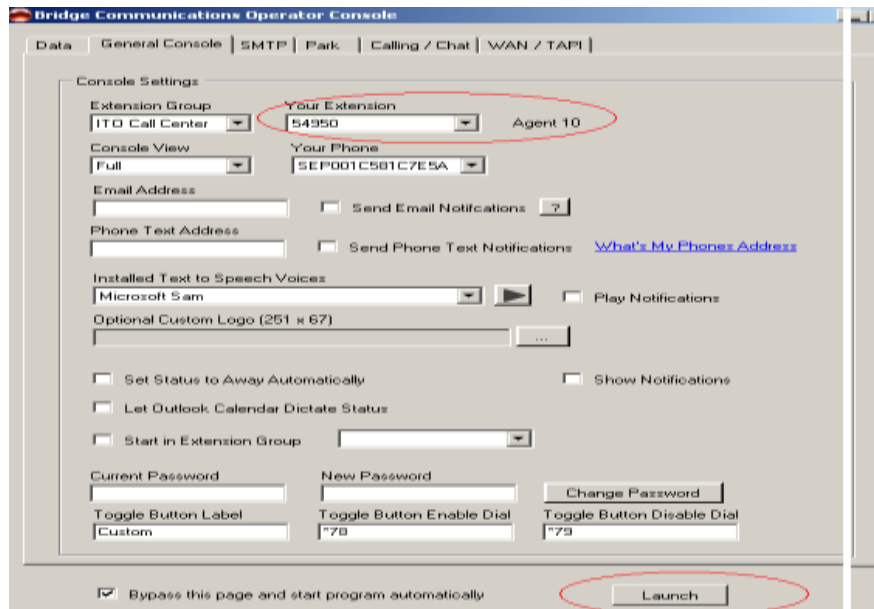 Bridge Communications Operator Console
Data General Console SMTP Park Calling / Chat WAN / TAPI
Console Settings
Extension Group Your Extension
ITO Call Center 54950 Agent 10
Console View Your Phone
Full SEP001C581C7E5A
Email Address
Send Email Notifcations ?
Phone Text Address
Send Phone Text Notifications What's My Phones Address
Installed Text to Speech Voices
Microsoft Sam Play Notifications
Optional Custom Logo (251 x 67)
...
Set Status to Away Automatically Show Notifications
Let Outlook Calendar Dictate Status
Start in Extension Group
Current Password New Password
Change Password
Toggle Button Label Toggle Button Enable Dial Toggle Button Disable Dial
Custom *78 *79
Bypass this page and start program automatically Launch